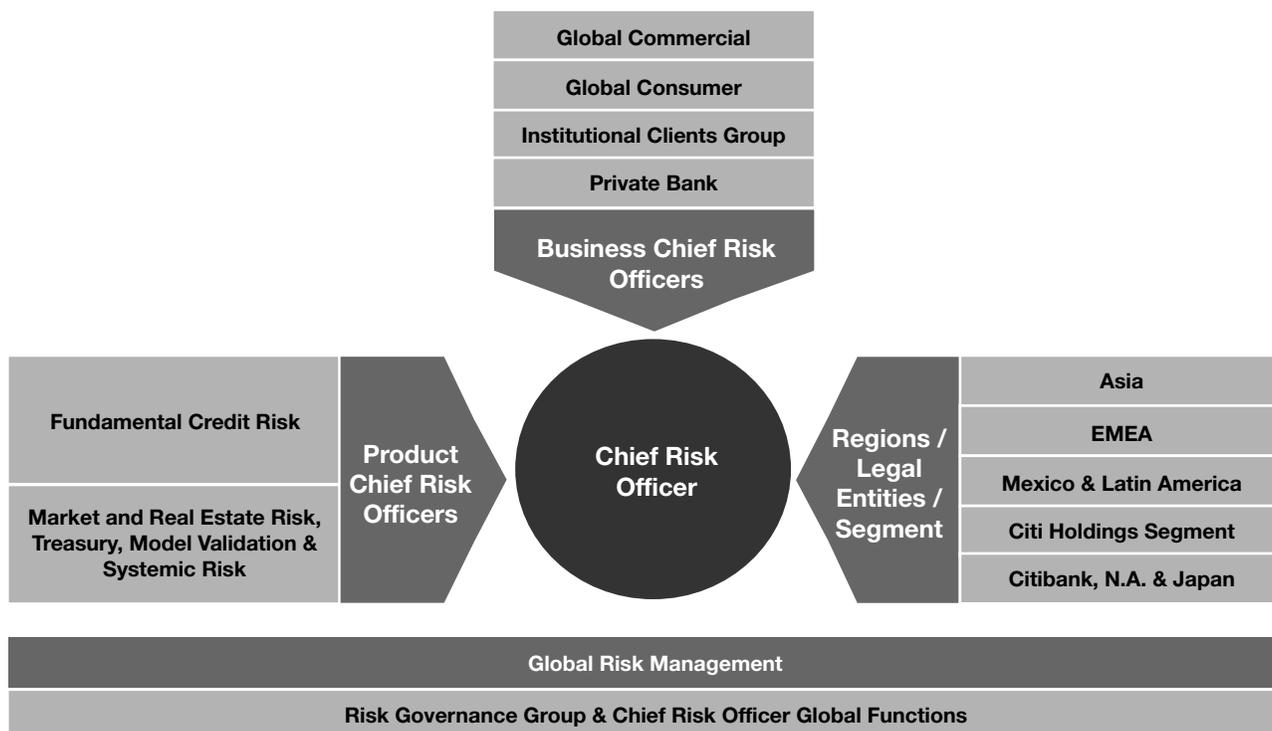 Global Commercial
Global Consumer
Institutional Clients Group
Private Bank
Business Chief Risk
Officers
Fundamental Credit Risk
Market and Real Estate Risk,
Treasury, Model Validation &
Systemic Risk
Product
Chief Risk
Officers
Chief Risk
Officer
Regions /
Legal
Entities /
Segment
Asia
EMEA
Mexico & Latin America
Citi Holdings Segment
Citibank, N.A. & Japan
Global Risk Management
Risk Governance Group & Chief Risk Officer Global Functions